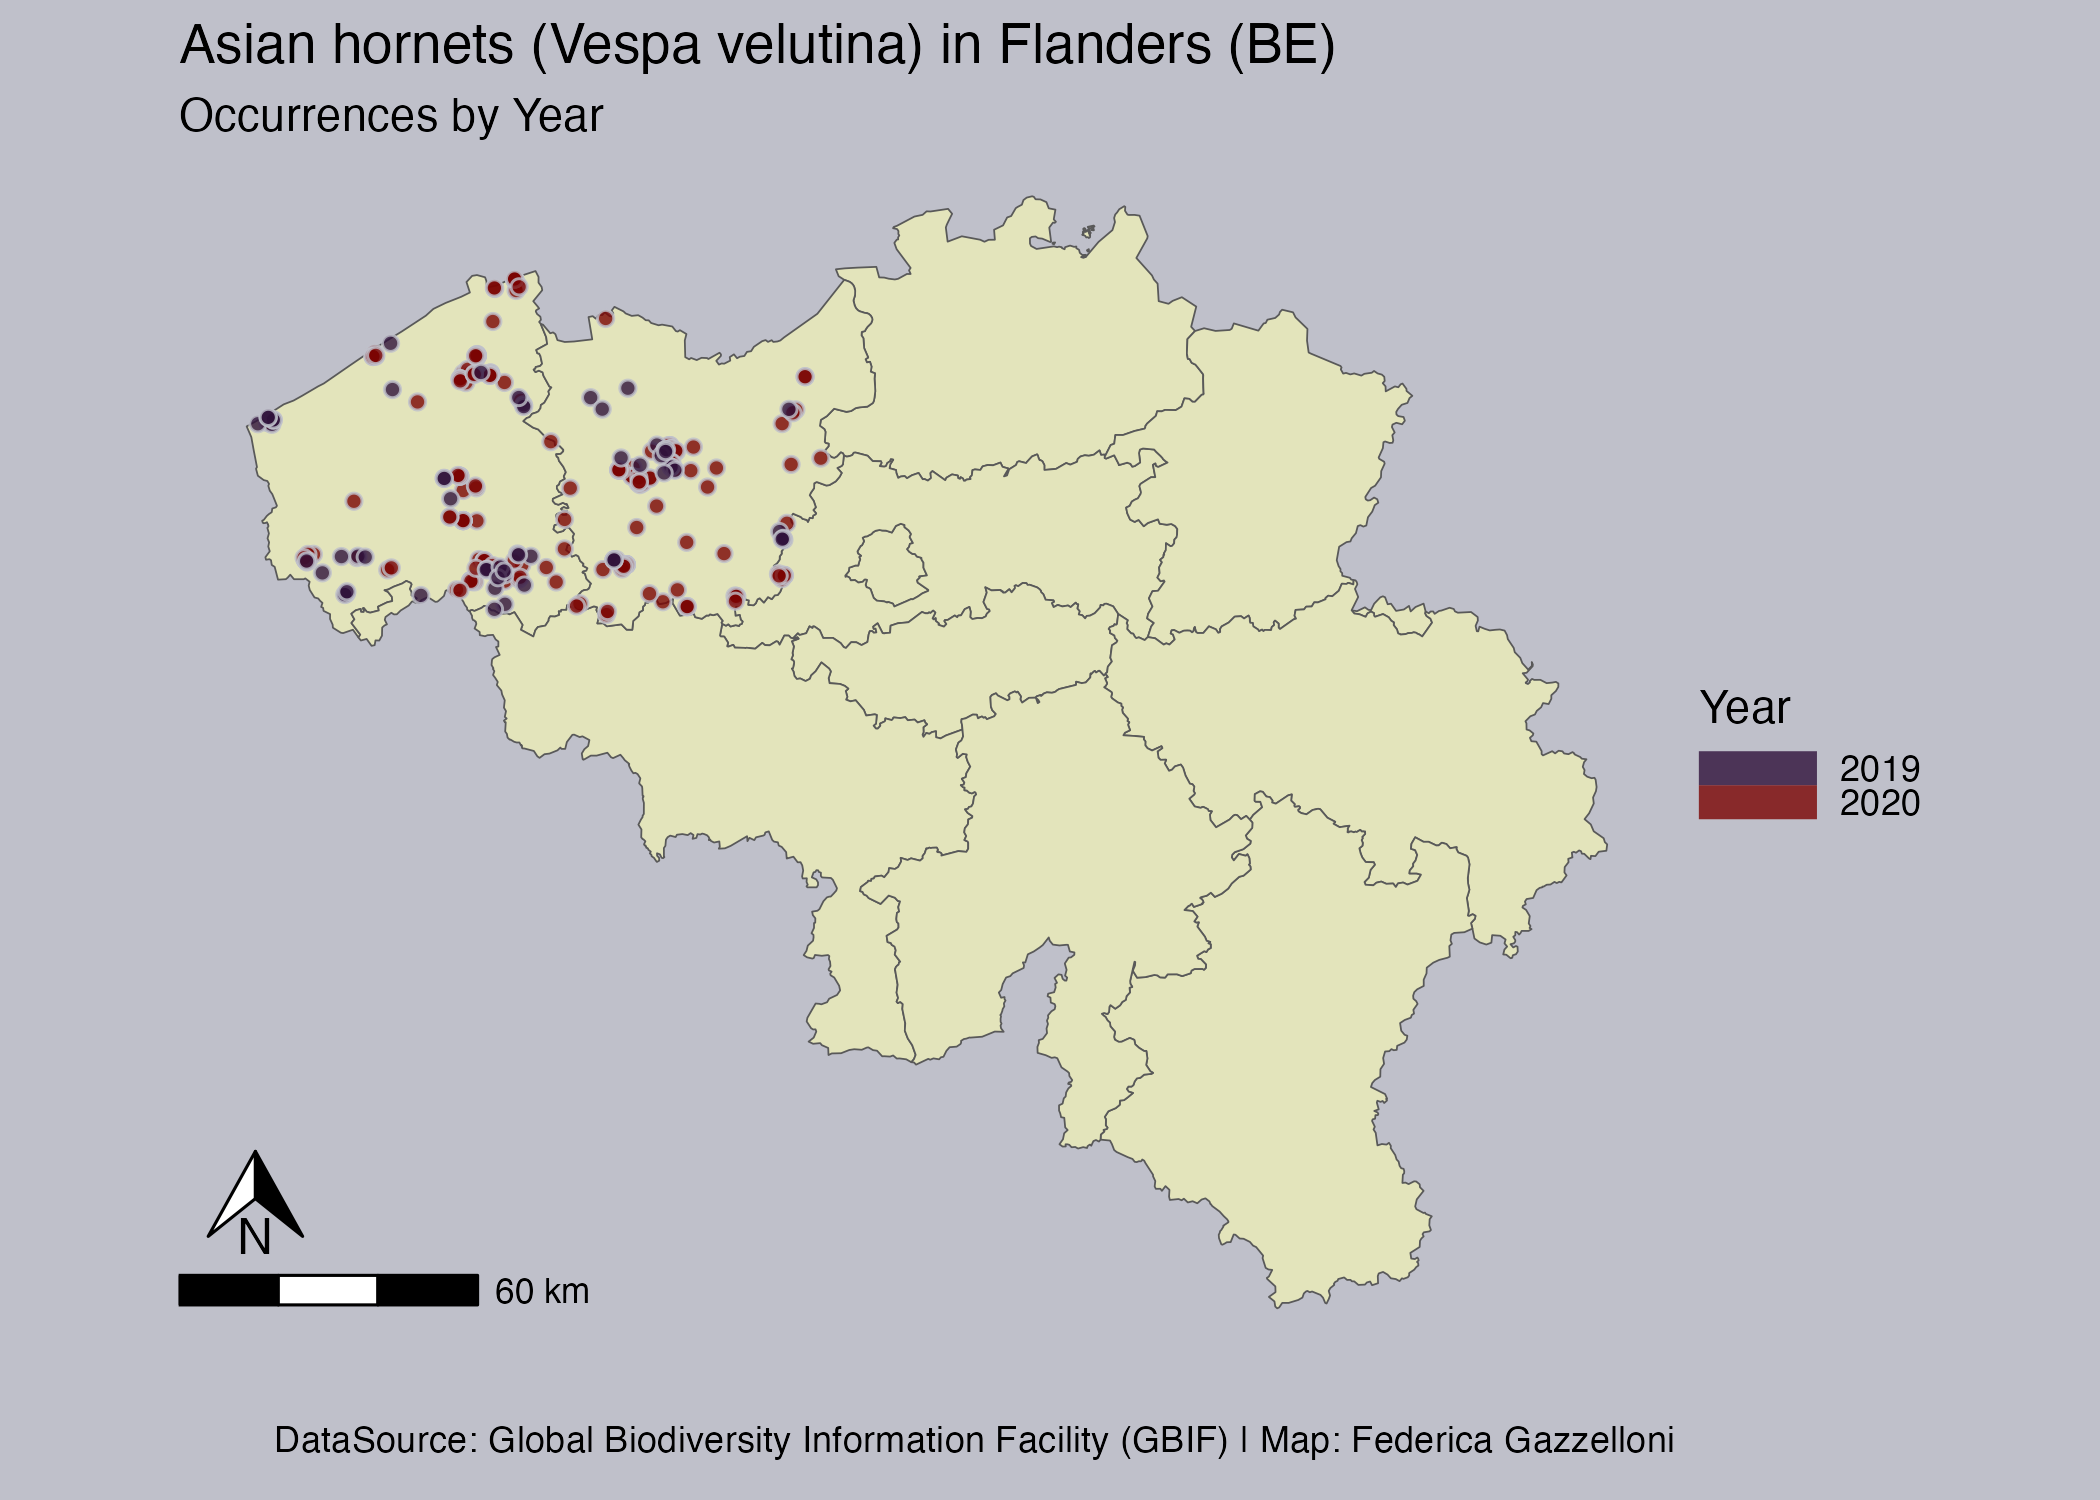 Asian hornets (Vespa velutina) in Flanders (BE)
Occurrences by Year
Year
2019
2020
N
60 km
DataSource: Global Biodiversity Information Facility (GBIF) | Map: Federica Gazzelloni